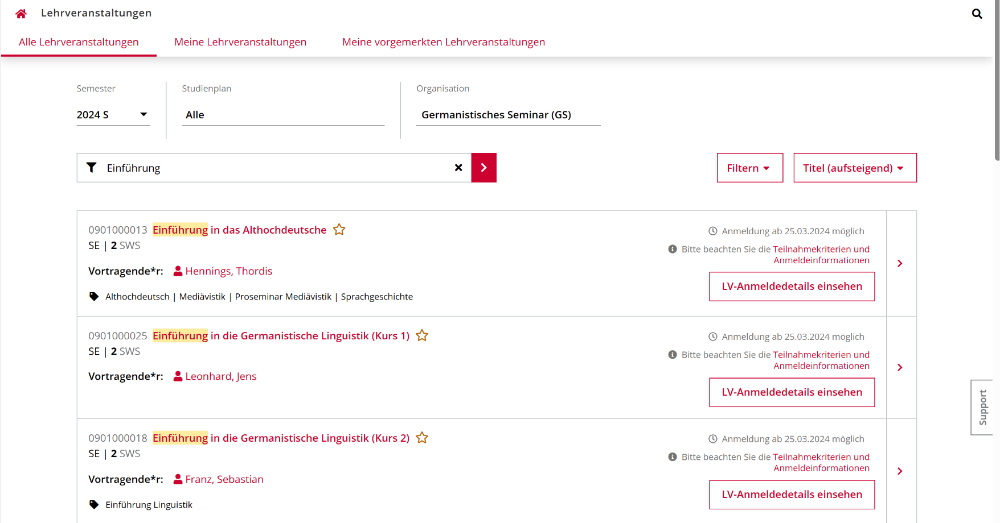 Lehrveranstaltungen
Alle Lehrveranstaltungen
Meine Lehrveranstaltungen
Meine vorgemerkten Lehrveranstaltungen
Semester
2024 S
Studienplan
Alle
Organisation
Germanistisches Seminar (GS)
Einführung
Filtern
Titel (aufsteigend)
0901000013 Einführung in das Althochdeutsche
SE | 2 SWS
Vortragende*r: Hennings, Thordis
Althochdeutsch | Mediävistik | Proseminar Mediävistik | Sprachgeschichte
Anmeldung ab 25.03.2024 möglich
Bitte beachten Sie die Teilnahmekriterien und
Anmeldeinformationen
LV-Anmeldedetails einsehen
0901000025 Einführung in die Germanistische Linguistik (Kurs 1)
SE | 2 SWS
Vortragende*r: Leonhard, Jens
Anmeldung ab 25.03.2024 möglich
Bitte beachten Sie die Teilnahmekriterien und
Anmeldeinformationen
LV-Anmeldedetails einsehen
0901000018 Einführung in die Germanistische Linguistik (Kurs 2)
SE | 2 SWS
Vortragende*r: Franz, Sebastian
Einführung Linguistik
Anmeldung ab 25.03.2024 möglich
Bitte beachten Sie die Teilnahmekriterien und
Anmeldeinformationen
LV-Anmeldedetails einsehen
Support